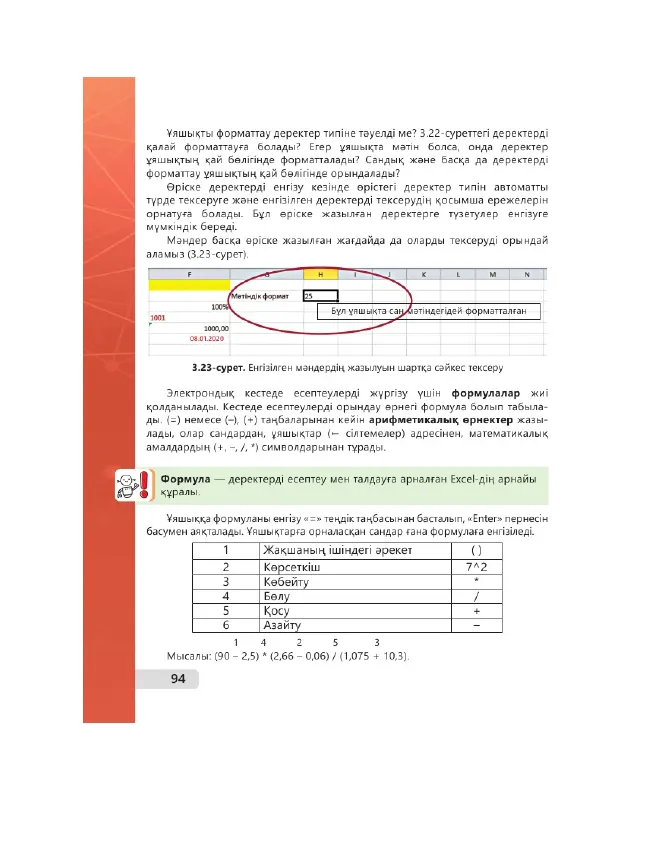 Ұяшықты форматтау деректер типіне тәуелді ме? 3.22-суреттегі деректерді
қалай форматтауға болады? Егер ұяшықта мәтін болса, онда деректер
ұяшықтың қай бөлігінде форматталады? Сандық және басқа да деректерді
форматтау ұяшықтың қай бөлігінде орындалады?
Өріске деректерді енгізу кезінде өрістегі деректер типін автоматты
түрде тексеруге және енгізілген деректерді тексерудің қосымша ережелерін
орнатуға болады. Бұл өріске жазылған деректерге түзетулер енгізуге
мүмкіндік береді.
Мәндер басқа өріске жазылған жағдайда да оларды тексеруді орындай
аламыз (3.23-сурет).
F G H I J K L M N
Мәтіндік формат 25
100% Бұл ұяшықта сан мәтіндегідей форматталған
1001
1000,00
08.01.2020
3.23-сурет. Енгізілген мәндердің жазылуын шартқа сәйкес тексеру
Электрондық кестеде есептеулерді жүргізу үшін формулалар жиі
қолданылады. Кестеде есептеулерді орындау өрнегі формула болып табыла-
ды. (=) немесе (–), (+) таңбаларынан кейін арифметикалық өрнектер жазы-
лады, олар сандардан, ұяшықтар (← сілтемелер) адресінен, математикалық
амалдардың (+, –, /, *) символдарынан тұрады.
Формула — деректерді есептеу мен талдауға арналған Excel-дің арнайы
құралы.
Ұяшыққа формуланы енгізу «=» теңдік таңбасынан басталып, «Enter» пернесін
басумен аяқталады. Ұяшықтарға орналасқан сандар ғана формулаға енгізіледі.
1 Жақшаның ішіндегі әрекет ( )
2 Көрсеткіш 7^2
3 Көбейту *
4 Бөлу /
5 Қосу +
6 Азайту –
1 4 2 5 3
Мысалы: (90 – 2,5) * (2,66 – 0,06) / (1,075 + 10,3).
94